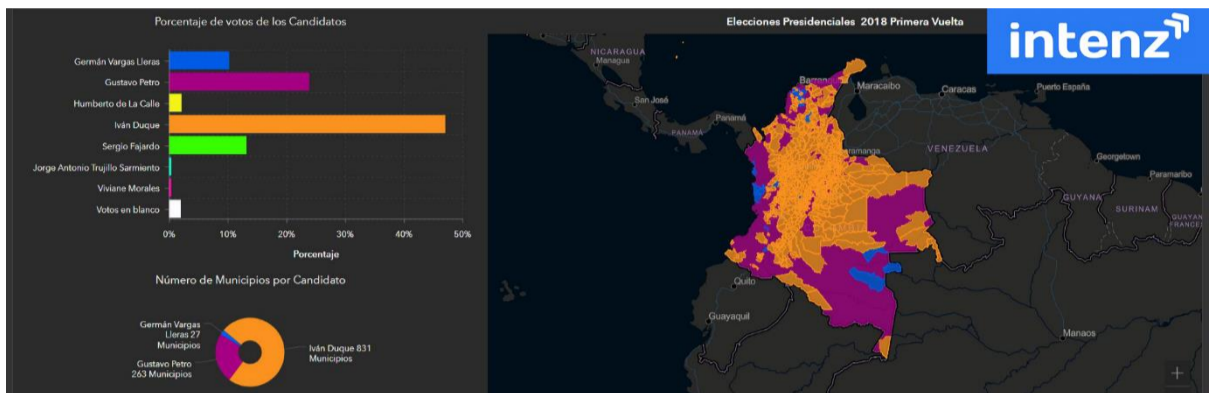 Porcentaje de votos de los Candidatos
Germán Vargas Lleras
Gustavo Petro
Humberto de La Calle
Iván Duque
Sergio Fajardo
Jorge Antonio Trujillo Sarmiento
Viviane Morales
Votos en blanco
0% 10% 20% 30% 40% 50%
Porcentaje
Número de Municipios por Candidato
Germán Vargas
Lleras 27
Municipios
Gustavo Petro
263 Municipios
Iván Duque 831
Municipios
Elecciones Presidenciales 2018 Primera Vuelta
intenz
NICARAGUA
Managua
San José
PANAMÁ
Panamá
Maracaibo
Caracas
Puerto España
VENEZUELA
Georgetown
Paramaribo
GUYANA
SURINAM
GUAYAN
FRANCE
Quito
Guayaquil
Manaos
+